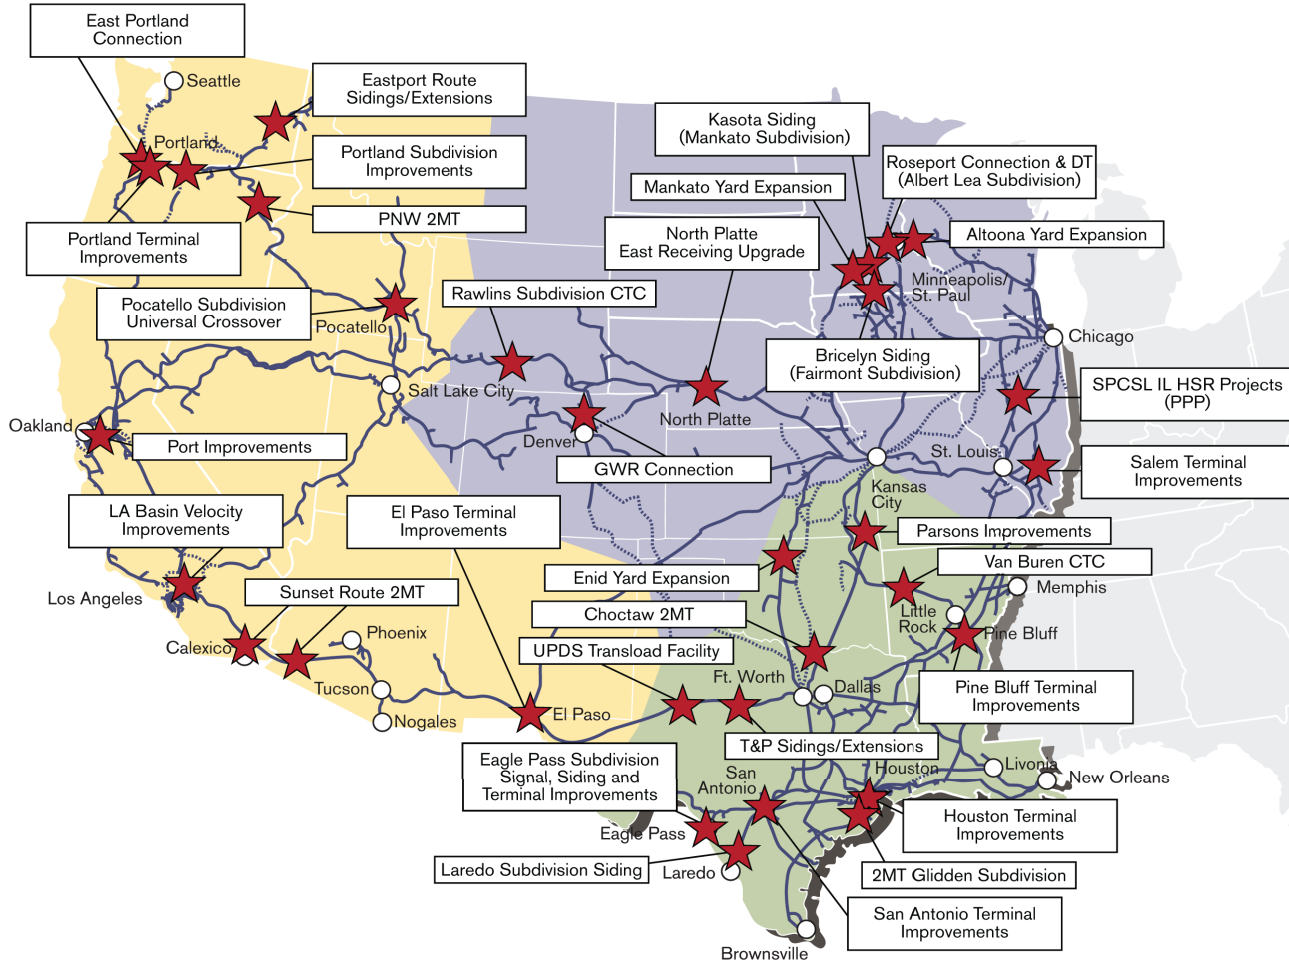 East Portland
Connection
Seattle
Eastport Route
Sidings/Extensions
Portland
Portland Subdivision
Improvements
PNW 2MT
Portland Terminal
Improvements
Pocatello Subdivision
Universal Crossover
Pocatello
Rawlins Subdivision CTC
Kasota Siding
(Mankato Subdivision)
Mankato Yard Expansion
Roseport Connection & DT
(Albert Lea Subdivision)
North Platte
East Receiving Upgrade
Altoona Yard Expansion
Minneapolis/
St. Paul
Bricelyn Siding
(Fairmont Subdivision)
Chicago
SPCSL IL HSR Projects
(PPP)
Salt Lake City
North Platte
Oakland
Port Improvements
Denver
GWR Connection
St. Louis
Salem Terminal
Improvements
Kansas
City
LA Basin Velocity
Improvements
El Paso Terminal
Improvements
Parsons Improvements
Van Buren CTC
Enid Yard Expansion
Memphis
Los Angeles
Sunset Route 2MT
Choctaw 2MT
Little
Rock
Pine Bluff
Phoenix
Calexico
UPDS Transload Facility
Ft. Worth
Dallas
Tucson
Nogales
El Paso
Pine Bluff Terminal
Improvements
T&P Sidings/Extensions
Eagle Pass Subdivision
Signal, Siding and
Terminal Improvements
San
Antonio
Houston
Livonia
New Orleans
Eagle Pass
Houston Terminal
Improvements
Laredo Subdivision Siding
Laredo
2MT Glidden Subdivision
San Antonio Terminal
Improvements
Brownsville